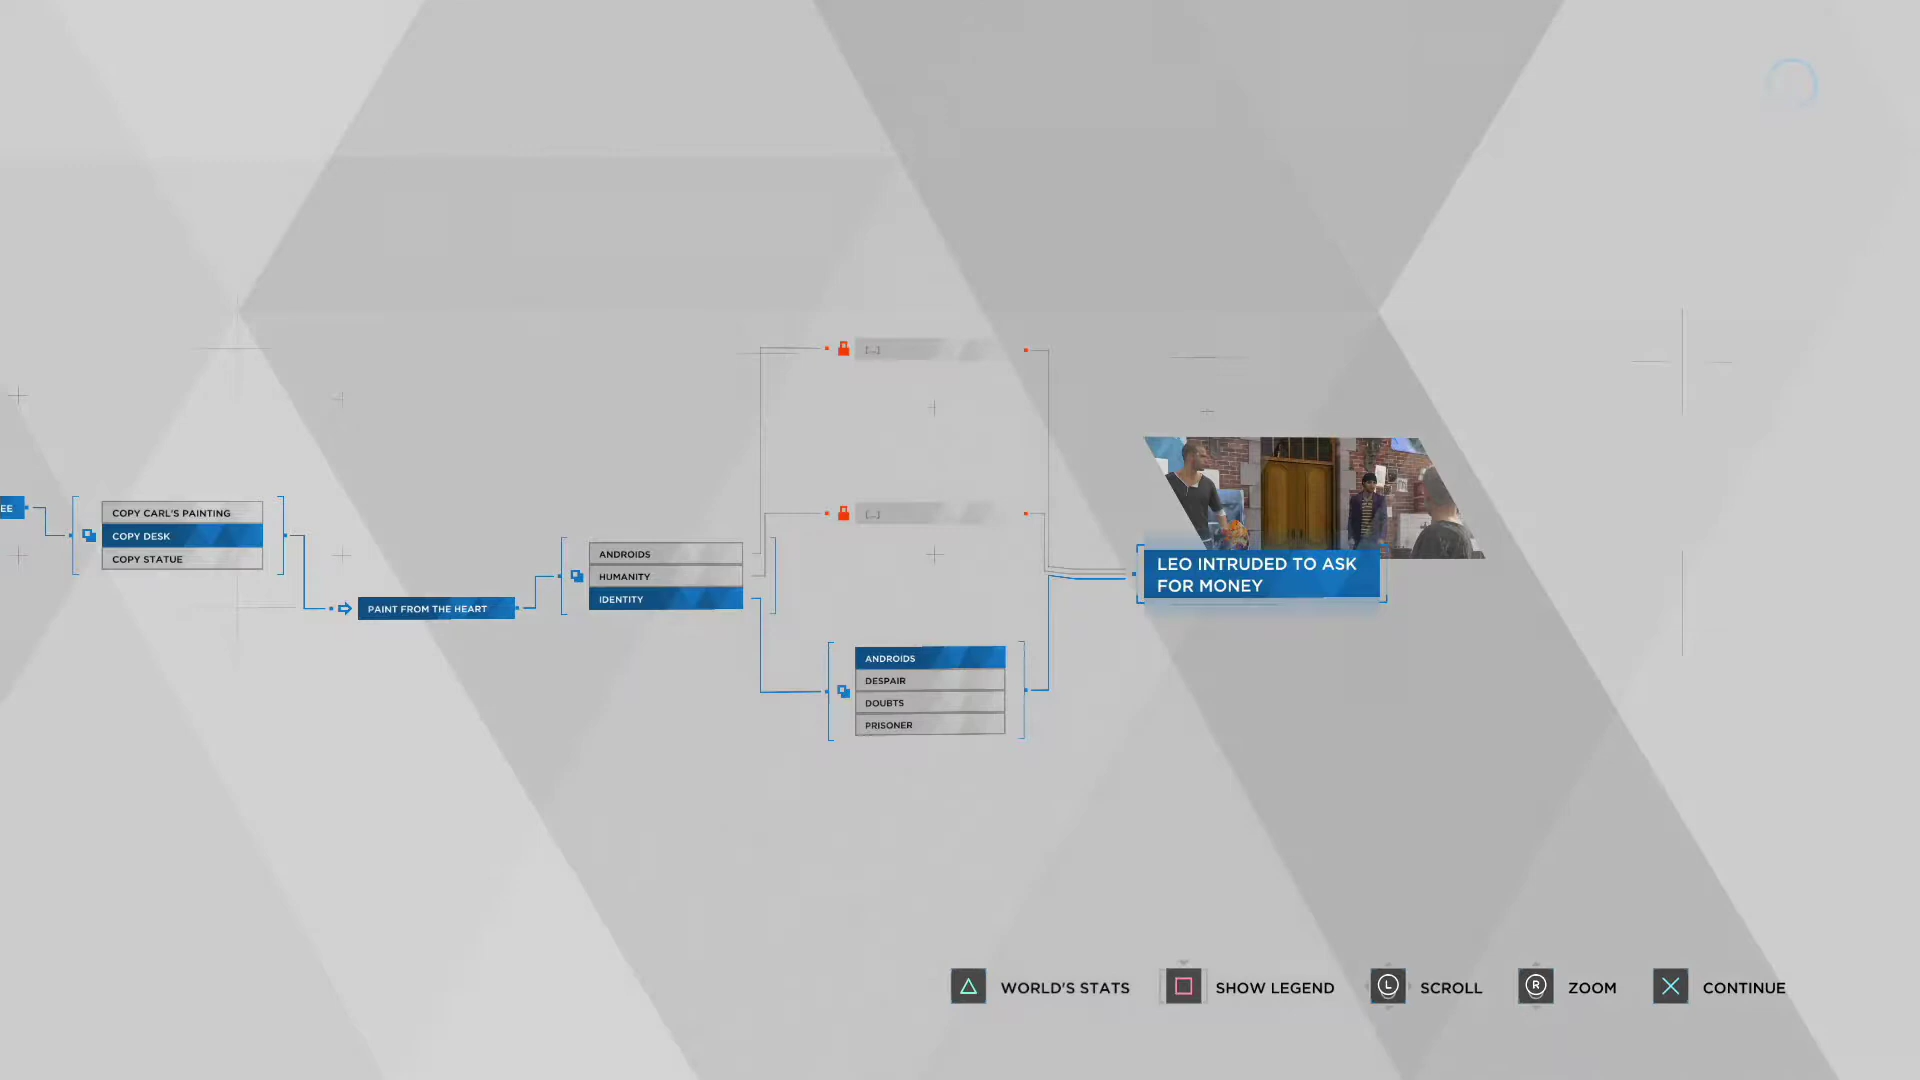 [...]
[...]
EE
COPY CARL'S PAINTING
COPY DESK
COPY STATUE
PAINT FROM THE HEART
ANDROIDS
HUMANITY
IDENTITY
ANDROIDS
DESPAIR
DOUBTS
PRISONER
LEO INTRUDED TO ASK
FOR MONEY
WORLD'S STATS
SHOW LEGEND
L
SCROLL
R
ZOOM
CONTINUE